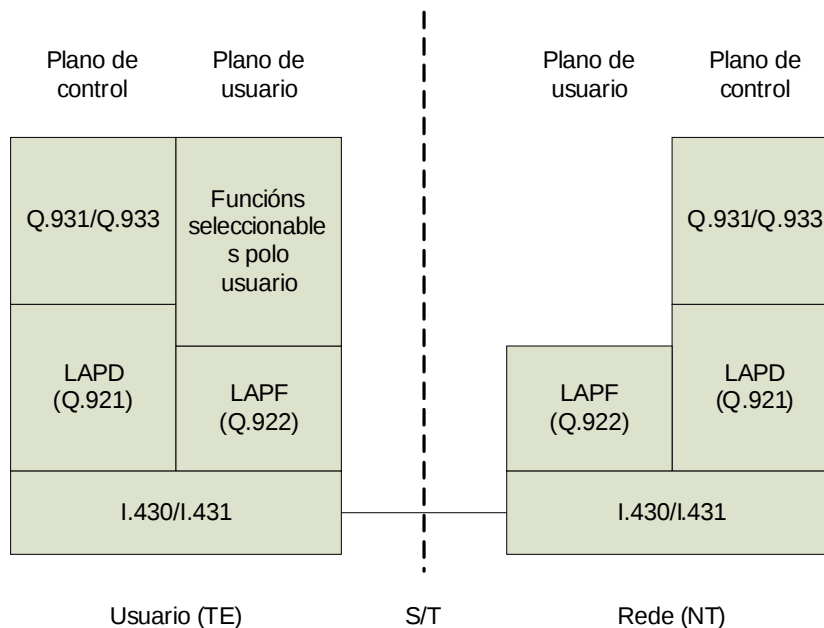 Plano de
control
Plano de
usuario
Plano de
usuario
Plano de
control
Q.931/Q.933
Funcións
seleccionable
s polo
usuario
Q.931/Q.933
LAPD
(Q.921)
LAPF
(Q.922)
LAPF
(Q.922)
LAPD
(Q.921)
I.430/I.431
I.430/I.431
Usuario (TE)
S/T
Rede (NT)